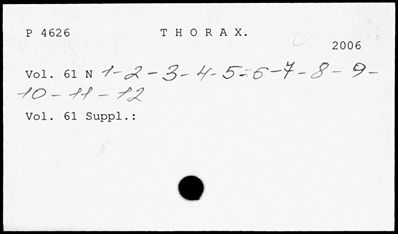 P 4626 T H O R A X.
2006
Vol. 61 N 1-2-3-4-5-6-7-8-9-
10-11-12
Vol. 61 Suppl.: